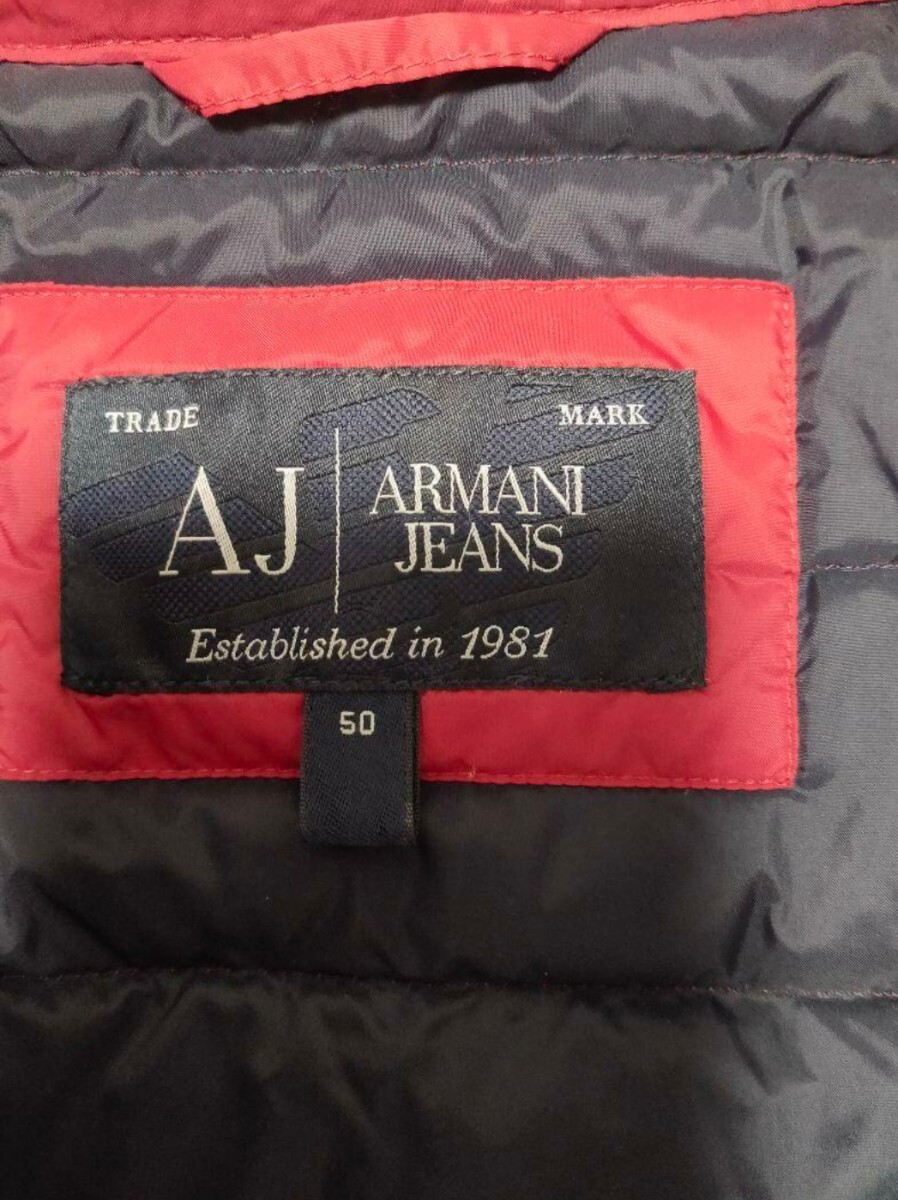 TRADE MARK
AJ ARMANI
JEANS
Established in 1981
50